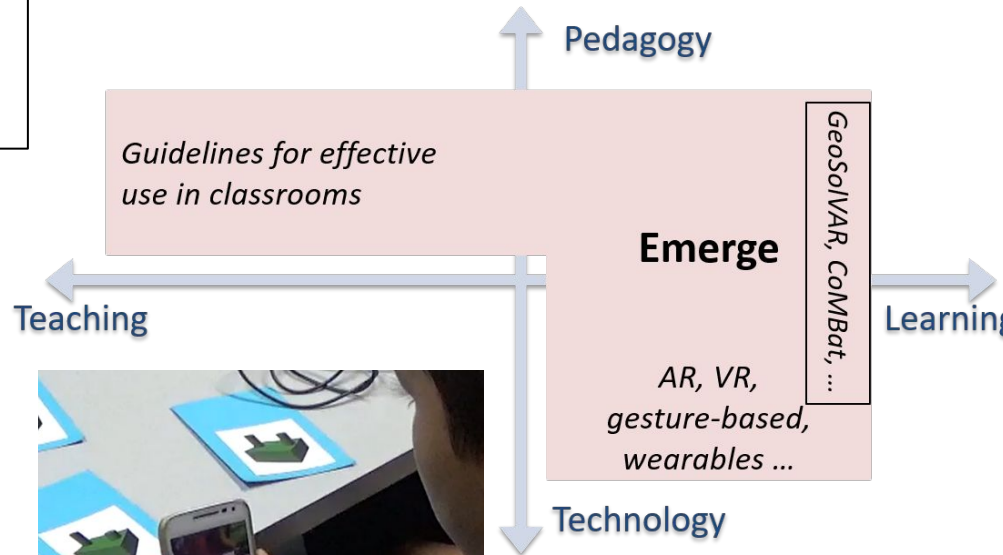 Pedagogy
Guidelines for effective
use in classrooms
GeoSolVAR, CoMBat, ...
Emerge
Teaching
Learning
AR, VR,
gesture-based,
wearables ...
Technology